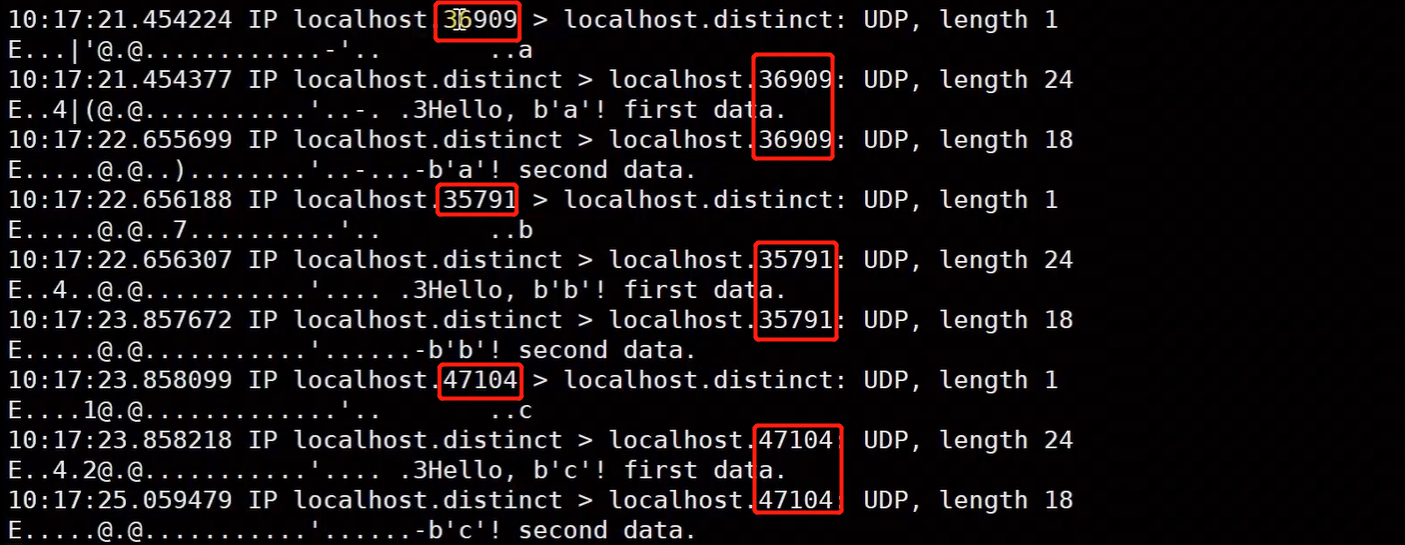 10:17:21.454224 IP localhost.36909 > localhost.distinct: UDP, length 1
E...|'@.@............-'..       ..a
10:17:21.454377 IP localhost.distinct > localhost.36909: UDP, length 24
E..4|(@.@...........'..-. .3Hello, b'a'! first data.
10:17:22.655699 IP localhost.distinct > localhost.36909: UDP, length 18
E.....@.@..)........'..-...-b'a'! second data.
10:17:22.656188 IP localhost.35791 > localhost.distinct: UDP, length 1
E.....@.@..7..........'..       ..b
10:17:22.656307 IP localhost.distinct > localhost.35791: UDP, length 24
E..4..@.@...........'.... .3Hello, b'b'! first data.
10:17:23.857672 IP localhost.distinct > localhost.35791: UDP, length 18
E.....@.@...........'......-b'b'! second data.
10:17:23.858099 IP localhost.47104 > localhost.distinct: UDP, length 1
E....1@.@.............'..       ..c
10:17:23.858218 IP localhost.distinct > localhost.47104: UDP, length 24
E..4.2@.@...........'.... .3Hello, b'c'! first data.
10:17:25.059479 IP localhost.distinct > localhost.47104: UDP, length 18
E.....@.@...........'......-b'c'! second data.